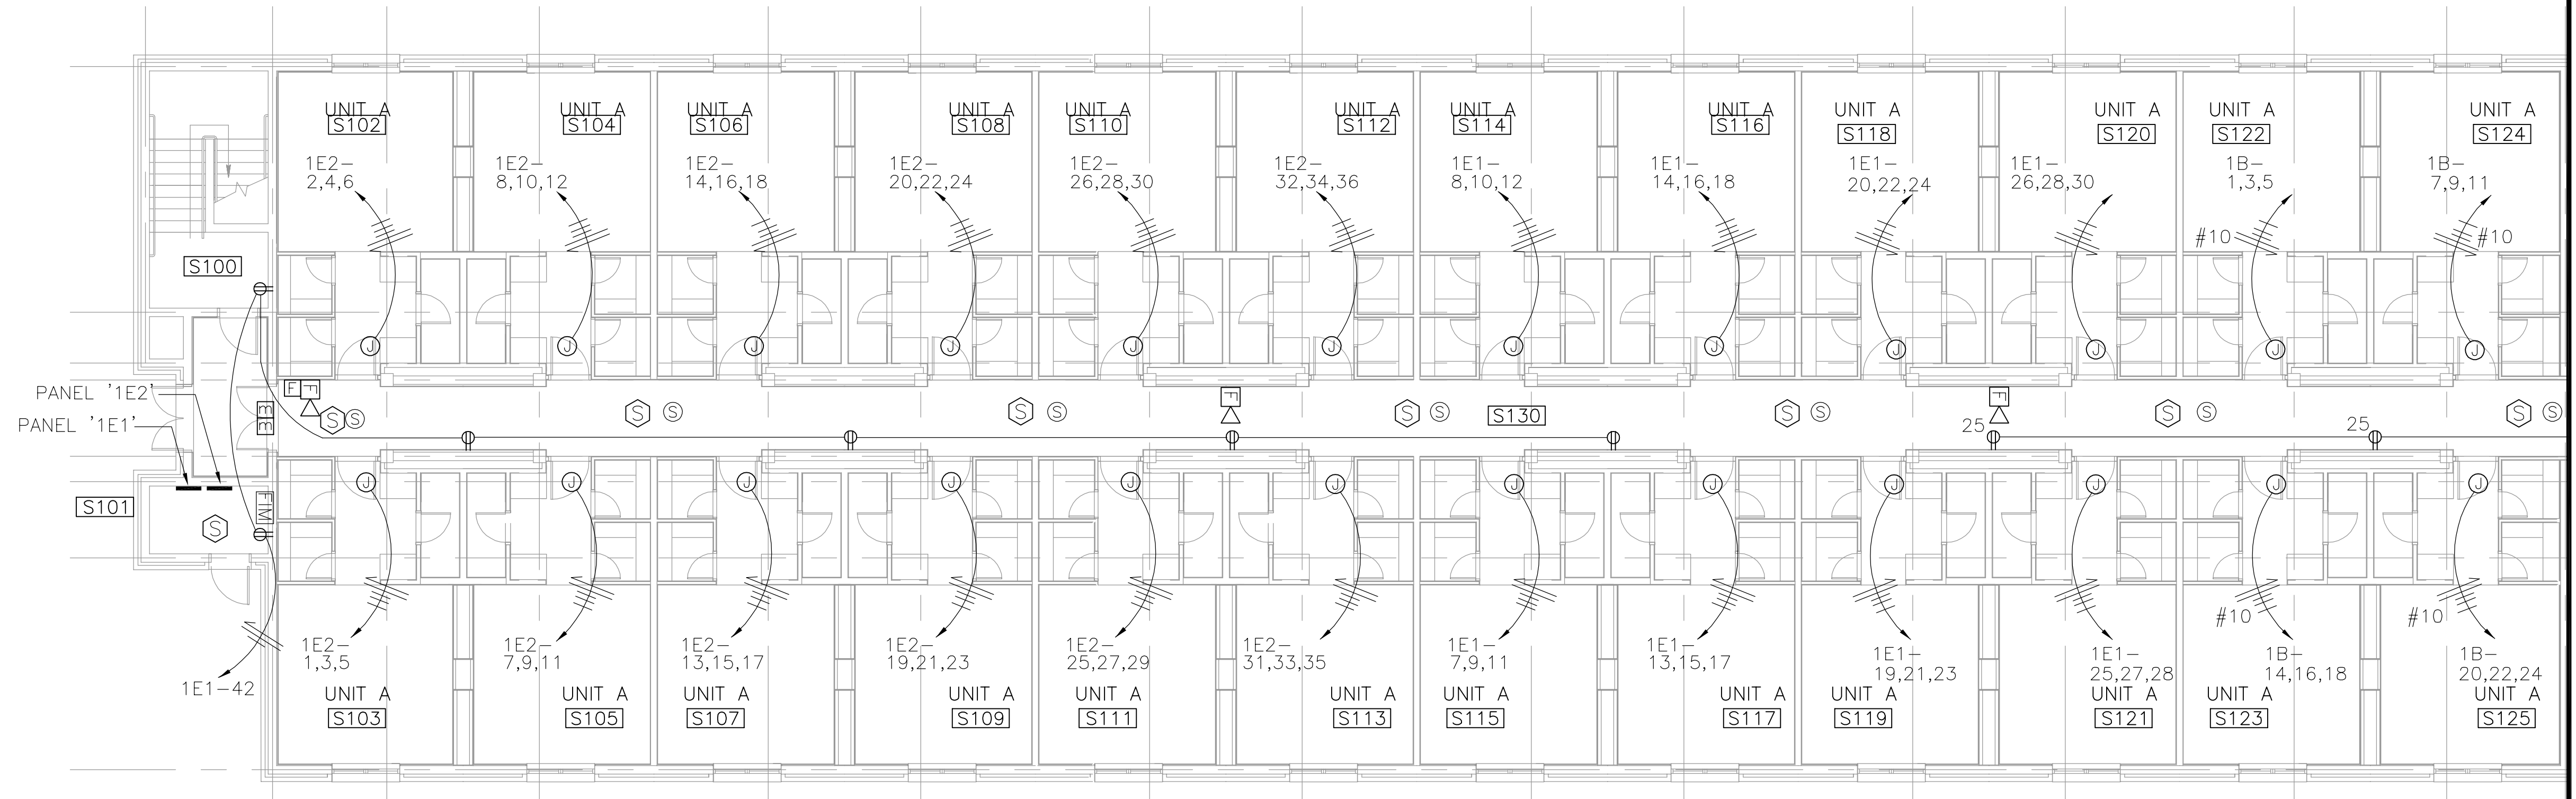 UNIT A
S102
UNIT A
S104
UNIT A
S106
UNIT A
S108
UNIT A
S110
UNIT A
S112
UNIT A
S114
UNIT A
S116
UNIT A
S118
UNIT A
S120
UNIT A
S122
UNIT A
S124
1E2-
2,4,6
1E2-
8,10,12
1E2-
14,16,18
1E2-
20,22,24
1E2-
26,28,30
1E2-
32,34,36
1E1-
8,10,12
1E1-
14,16,18
1E1-
20,22,24
1E1-
26,28,30
1B-
1,3,5
1B-
7,9,11
#10
#10
S100
J
J
J
J
J
J
J
J
J
J
J
J
PANEL '1E2'
PANEL '1E1'
F
F
F
F
S
S
S
S
S
S
S
S
S130
S
S
S
S
S
S
25
25
m
m
S101
FIM
S
J
J
J
J
J
J
J
J
J
J
J
J
#10
#10
1E2-
1,3,5
1E2-
7,9,11
1E2-
13,15,17
1E2-
19,21,23
1E2-
25,27,29
1E2-
31,33,35
1E1-
7,9,11
1E1-
13,15,17
1E1-
19,21,23
1E1-
25,27,28
1B-
14,16,18
1B-
20,22,24
1E1-42
UNIT A
S103
UNIT A
S105
UNIT A
S107
UNIT A
S109
UNIT A
S111
UNIT A
S113
UNIT A
S115
UNIT A
S117
UNIT A
S119
UNIT A
S121
UNIT A
S123
UNIT A
S125